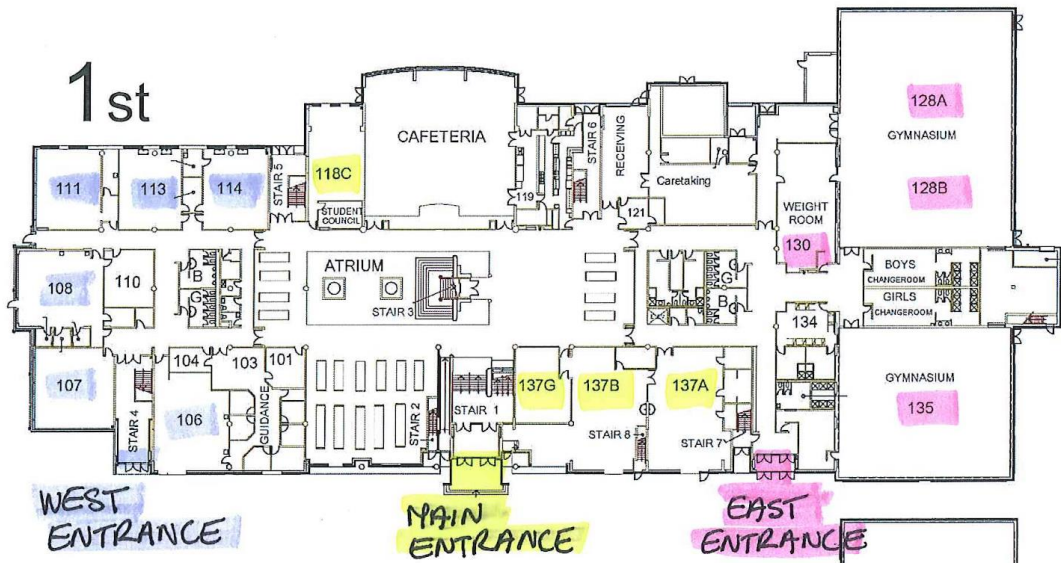 1st
128A
GYMNASIUM
128B
CAFETERIA
STAIR 6
RECEIVING
Caretaking
111
113
114
STAIR 5
118C
STUDENT
COUNCIL
119
121
WEIGHT
ROOM
130
108
110
B
G
ATRIUM
STAIR 3
G
B
BOYS
CHANGEROOM
GIRLS
CHANGEROOM
134
107
104
103
101
106
GUIDANCE
STAIR 4
STAIR 2
STAIR 1
137G
137B
137A
STAIR 8
STAIR 7
GYMNASIUM
135
WEST
ENTRANCE
MAIN
ENTRANCE
EAST
ENTRANCE